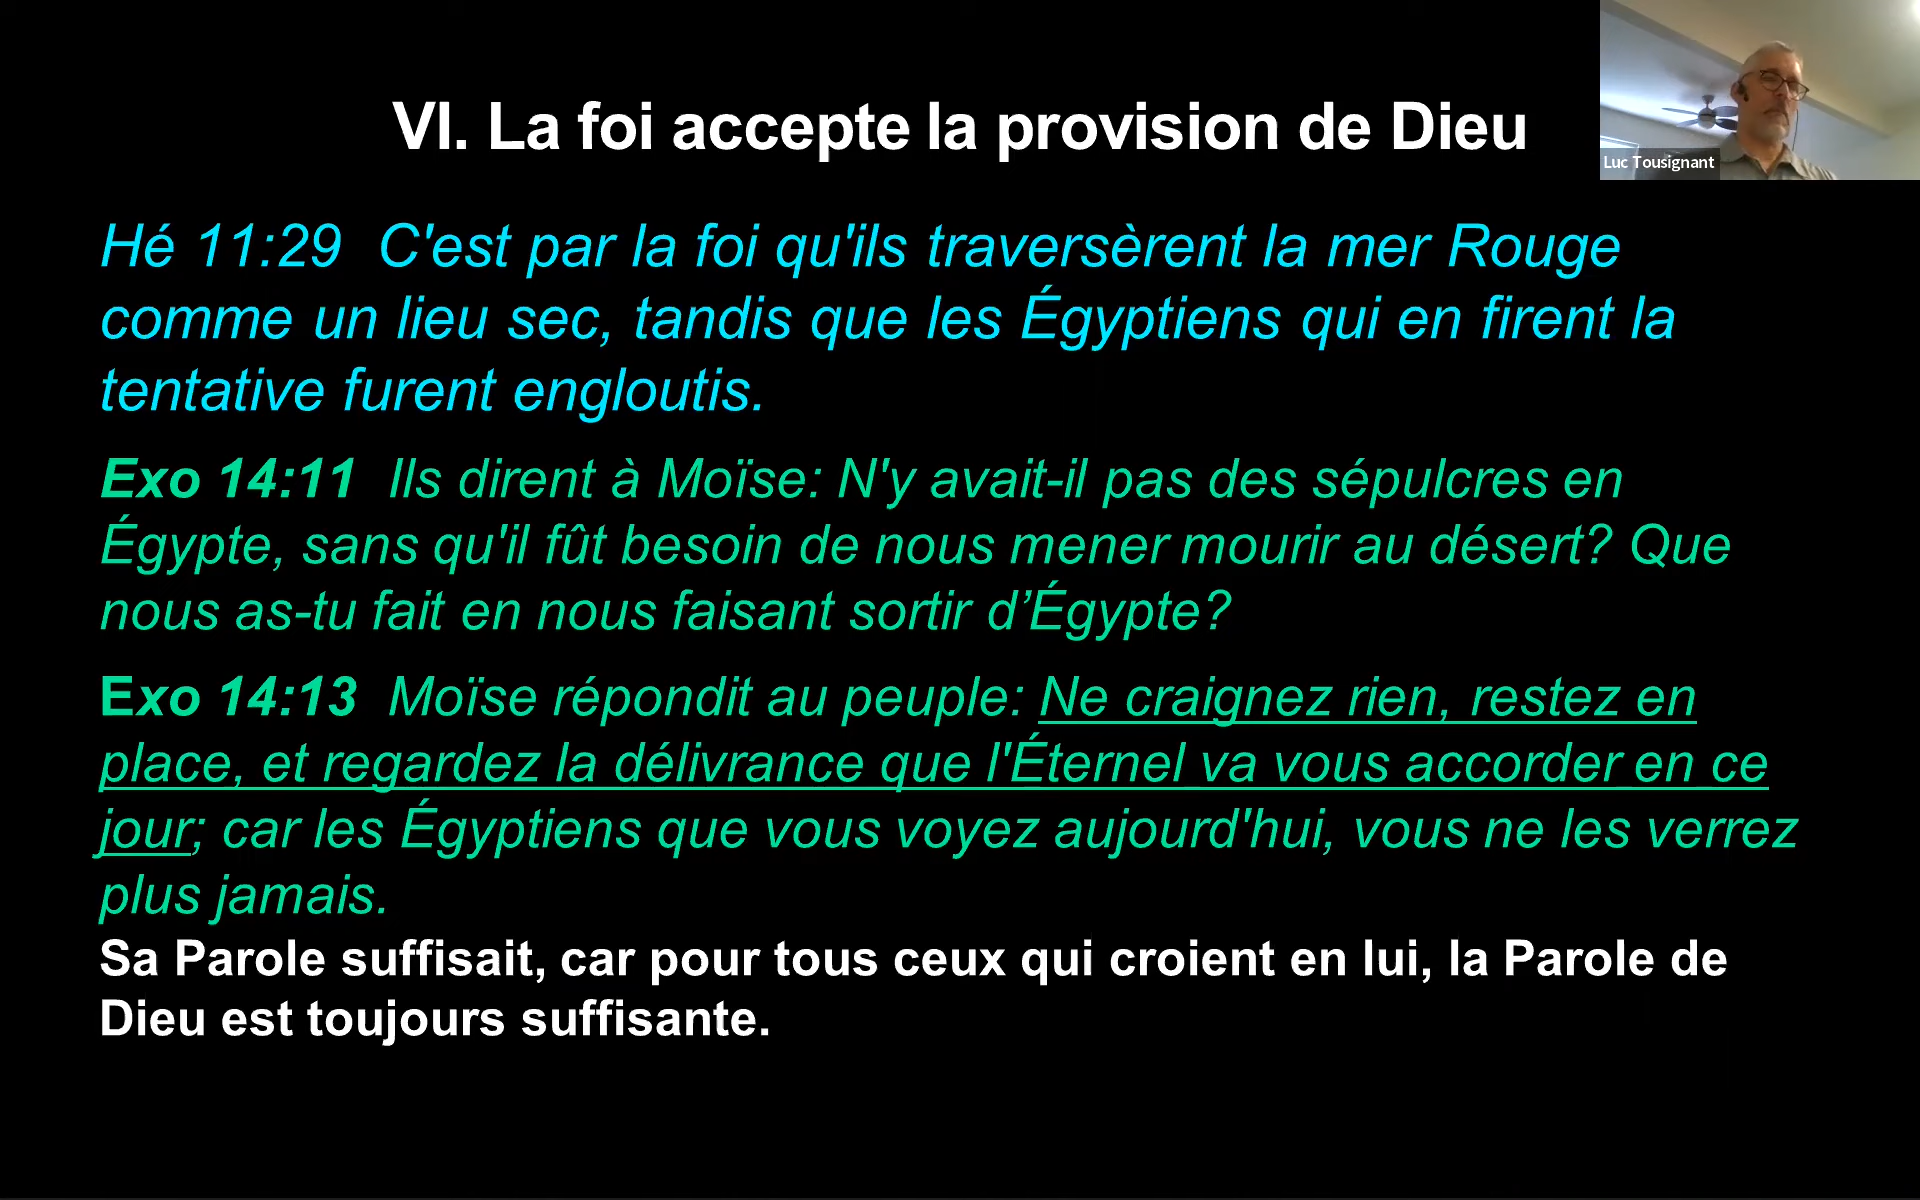 VI. La foi accepte la provision de Dieu
Luc Tousignant
Hé 11:29  C'est par la foi qu'ils traversèrent la mer Rouge
comme un lieu sec, tandis que les Égyptiens qui en firent la
tentative furent engloutis.
Exo 14:11  Ils dirent à Moïse: N'y avait-il pas des sépulcres en
Égypte, sans qu'il fût besoin de nous mener mourir au désert? Que
nous as-tu fait en nous faisant sortir d’Égypte?
Exo 14:13  Moïse répondit au peuple: Ne craignez rien, restez en
place, et regardez la délivrance que l'Éternel va vous accorder en ce
jour; car les Égyptiens que vous voyez aujourd'hui, vous ne les verrez
plus jamais.
Sa Parole suffisait, car pour tous ceux qui croient en lui, la Parole de
Dieu est toujours suffisante.